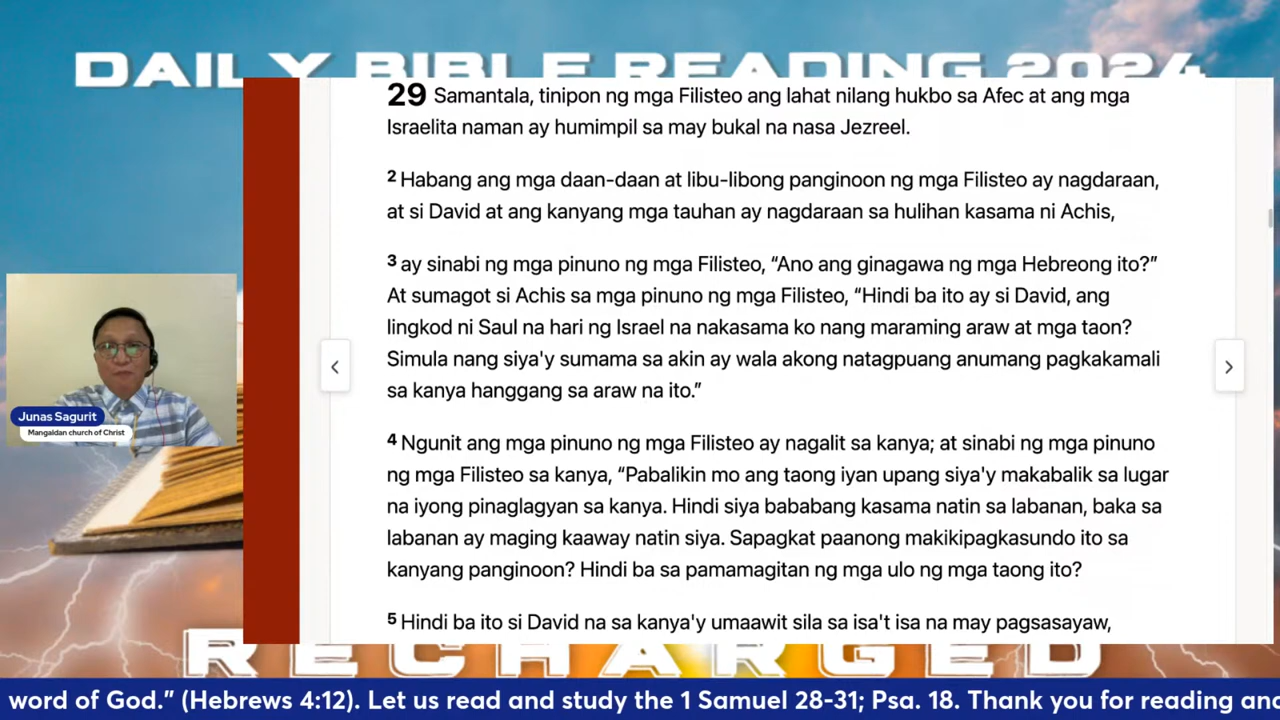 DAILY BIBLE READING 2024
29 Samantala, tinipon ng mga Filisteo ang lahat nilang hukbo sa Afec at ang mga
Israelita naman ay humimpil sa may bukal na nasa Jezreel.
2 Habang ang mga daan-daan at libu-libong panginoon ng mga Filisteo ay nagdaraan,
at si David at ang kanyang mga tauhan ay nagdaraan sa hulihan kasama ni Achis,
3 ay sinabi ng mga pinuno ng mga Filisteo, “Ano ang ginagawa ng mga Hebreong ito?”
At sumagot si Achis sa mga pinuno ng mga Filisteo, “Hindi ba ito ay si David, ang
lingkod ni Saul na hari ng Israel na nakasama ko nang maraming araw at mga taon?
Simula nang siya'y sumama sa akin ay wala akong natagpuang anumang pagkakamali
sa kanya hanggang sa araw na ito.”
4 Ngunit ang mga pinuno ng mga Filisteo ay nagalit sa kanya; at sinabi ng mga pinuno
ng mga Filisteo sa kanya, “Pabalikin mo ang taong iyan upang siya'y makabalik sa lugar
na iyong pinaglagyan sa kanya. Hindi siya bababang kasama natin sa labanan, baka sa
labanan ay maging kaaway natin siya. Sapagkat paanong makikipagkasundo ito sa
kanyang panginoon? Hindi ba sa pamamagitan ng mga ulo ng mga taong ito?
5 Hindi ba ito si David na sa kanya'y umaawit sila sa isa't isa na may pagsasayaw,
Junas Sagurit
Mangaldan church of Christ
RECHARGED
word of God.” (Hebrews 4:12). Let us read and study the 1 Samuel 28-31; Psa. 18. Thank you for reading and